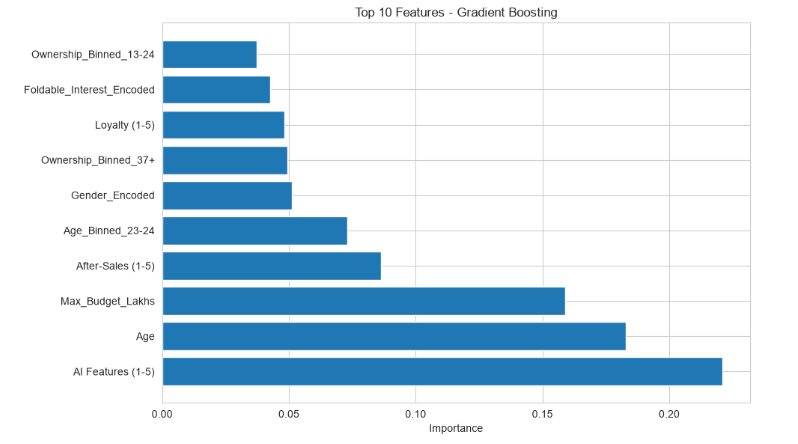 Top 10 Features - Gradient Boosting
Ownership_Binned_13-24
Foldable_Interest_Encoded
Loyalty (1-5)
Ownership_Binned_37+
Gender_Encoded
Age_Binned_23-24
After-Sales (1-5)
Max_Budget_Lakhs
Age
AI Features (1-5)
0.00 0.05 0.10 0.15 0.20
Importance